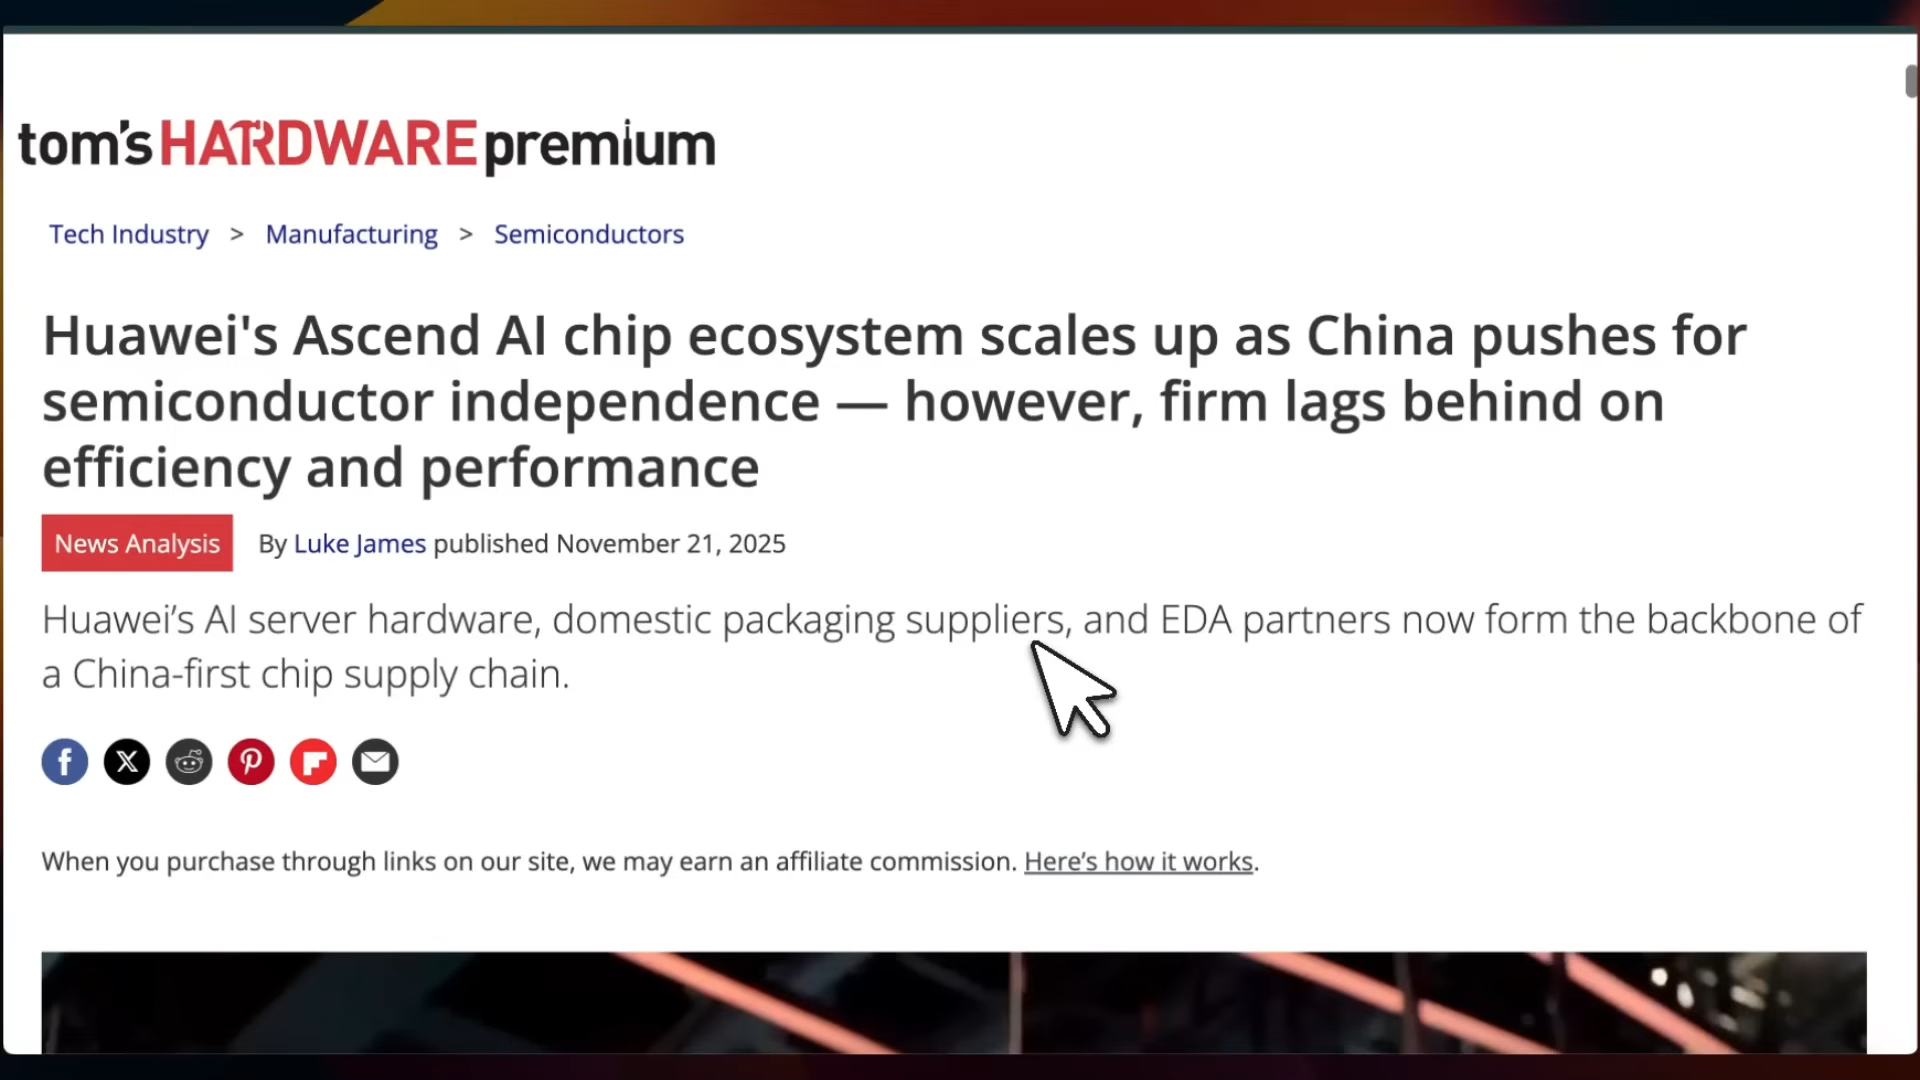 tom's HARDWARE premium
Tech Industry > Manufacturing > Semiconductors
Huawei's Ascend AI chip ecosystem scales up as China pushes for
semiconductor independence — however, firm lags behind on
efficiency and performance
News Analysis By Luke James published November 21, 2025
Huawei’s AI server hardware, domestic packaging suppliers, and EDA partners now form the backbone of
a China-first chip supply chain.
When you purchase through links on our site, we may earn an affiliate commission. Here’s how it works.